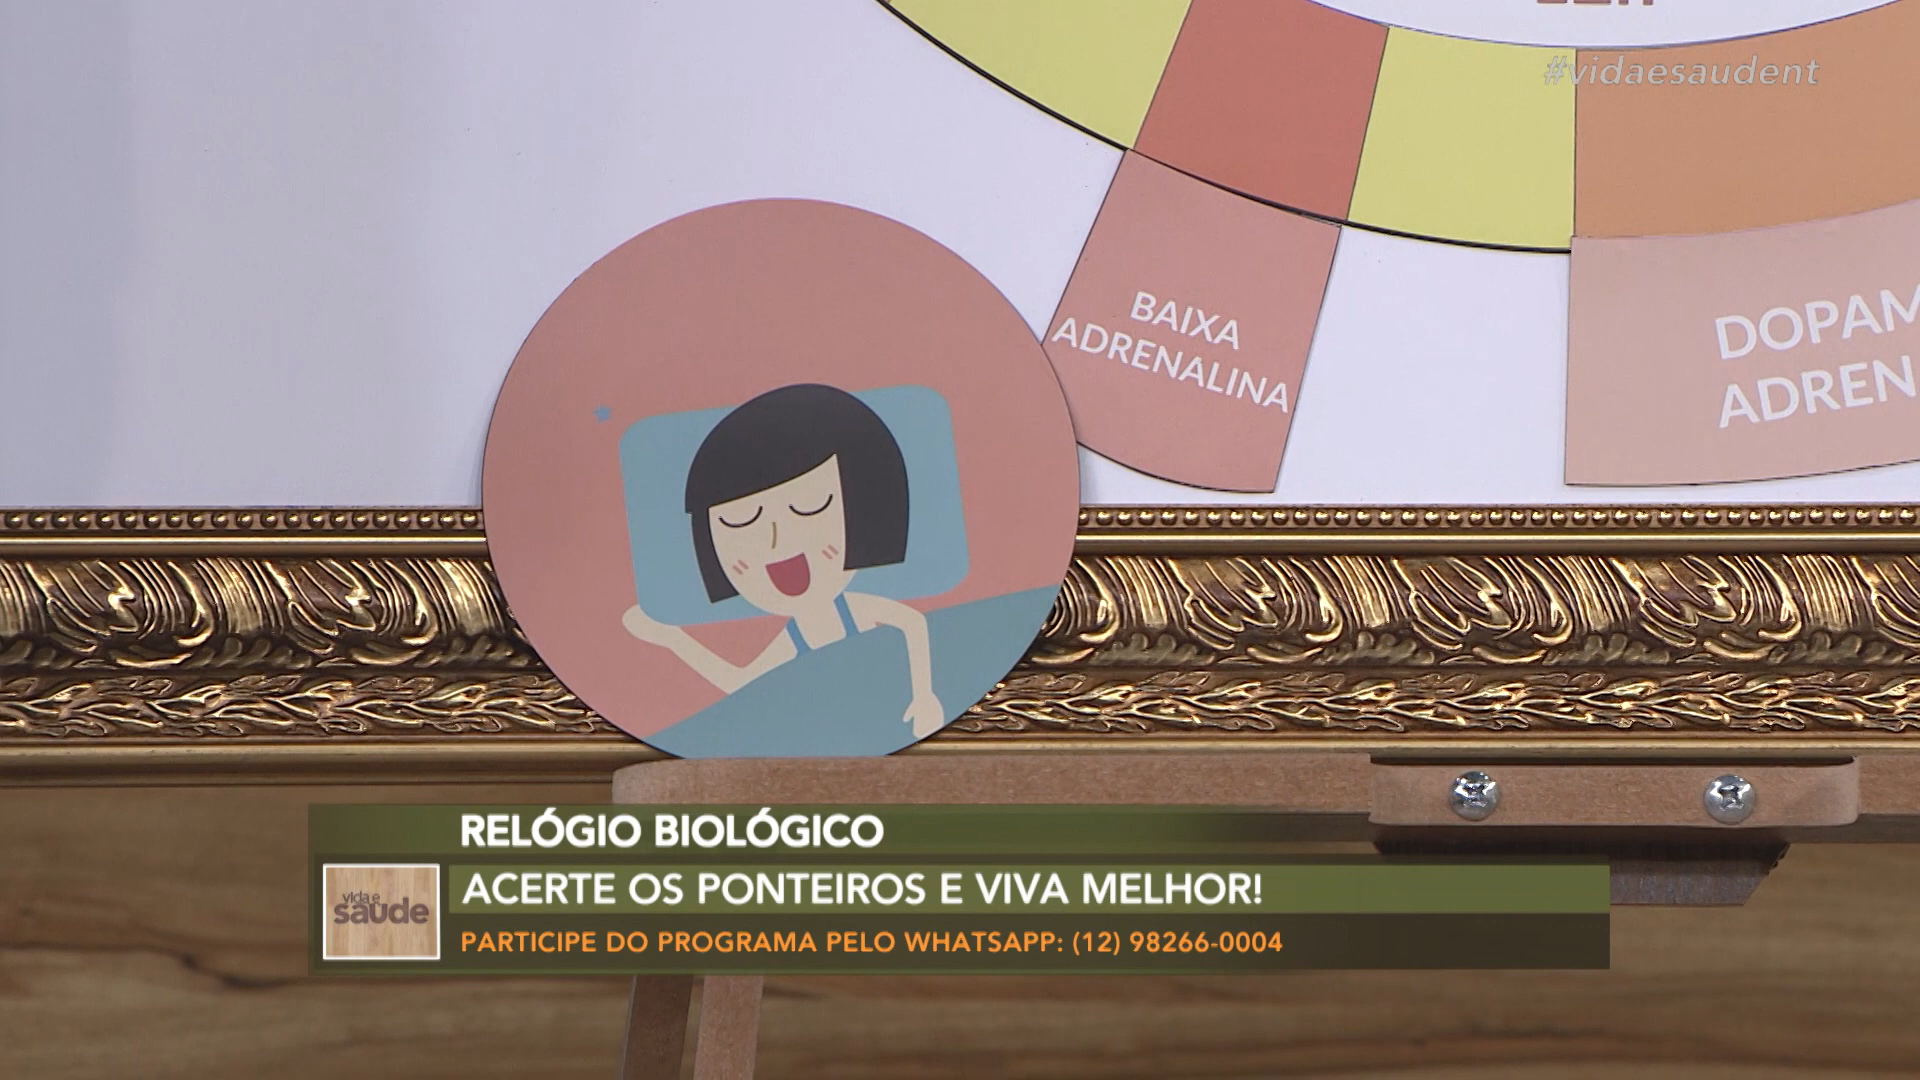 #vidaesaudent
BAIXA
ADRENALINA
DOPAM
ADREN
RELÓGIO BIOLÓGICO
vida e
saúde
ACERTE OS PONTEIROS E VIVA MELHOR!
PARTICIPE DO PROGRAMA PELO WHATSAPP: (12) 98266-0004